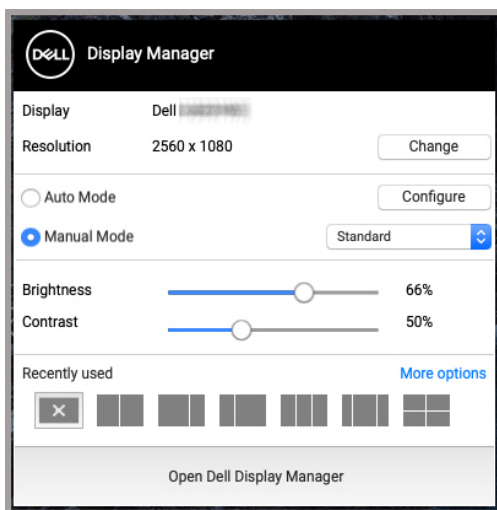 DELL Display Manager
Display Dell
Resolution 2560 x 1080 Change
Auto Mode Configure
Manual Mode Standard
Brightness 66%
Contrast 50%
Recently used More options
Open Dell Display Manager